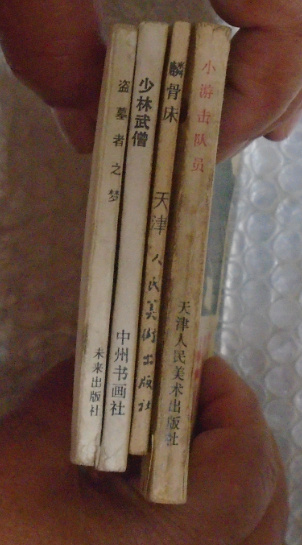 盗墓者之梦
未来出版社
少林武僧
中州书画社
麟骨床
天津人民美術出版社
小游击队员
天津人民美术出版社